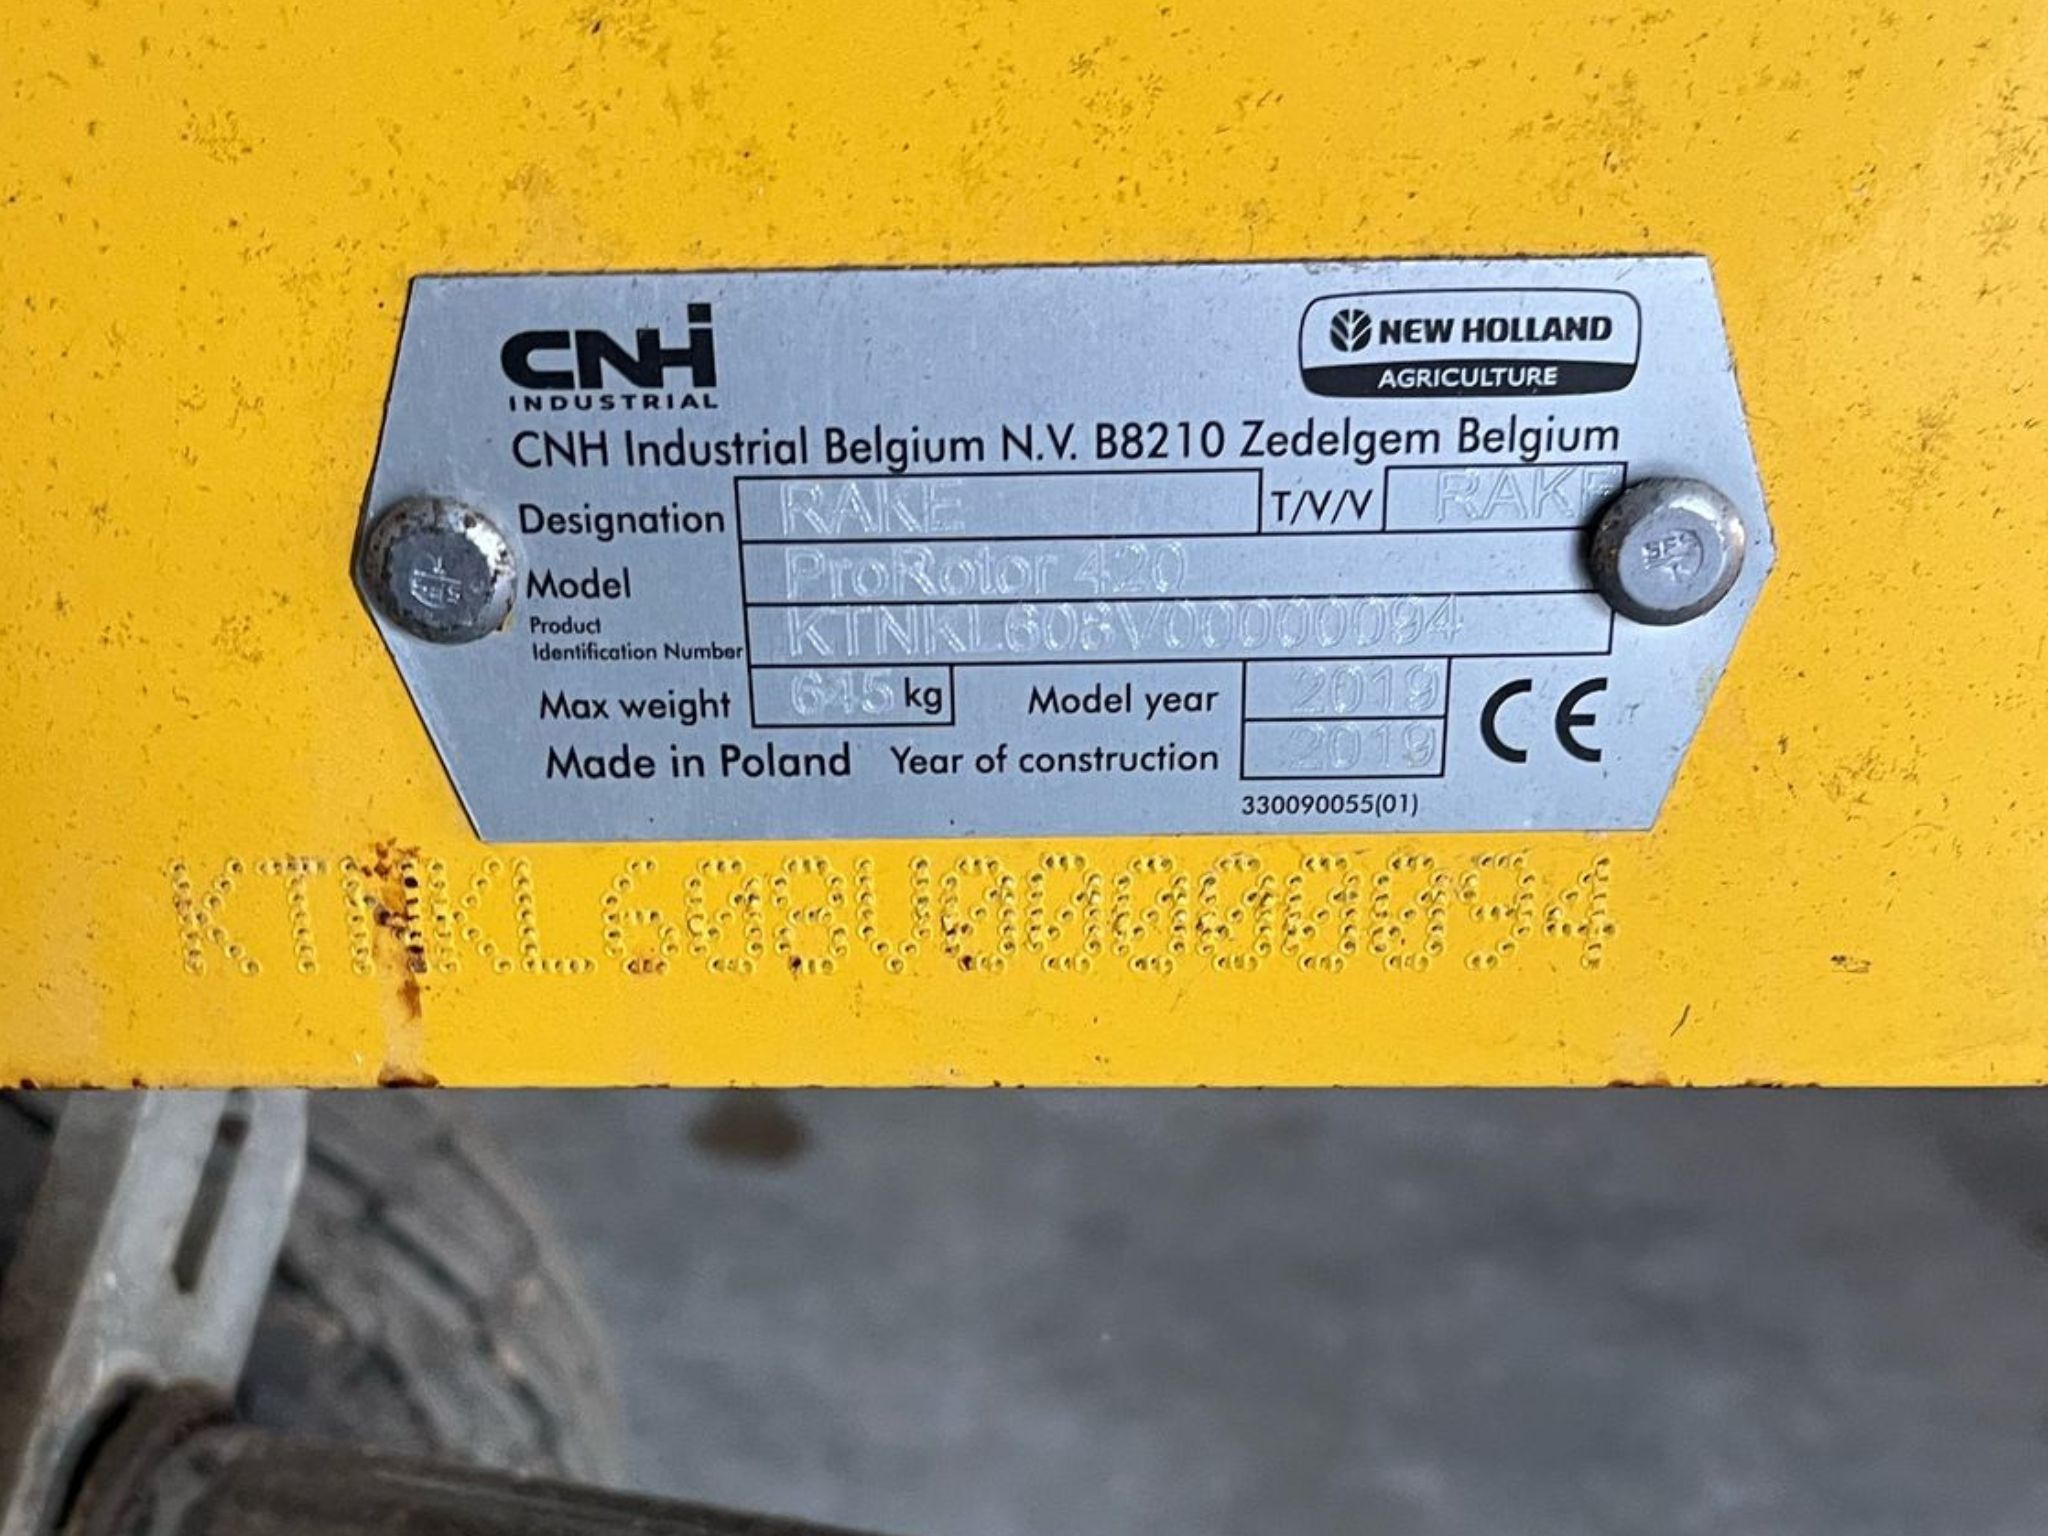 CNHi
INDUSTRIAL
NEW HOLLAND
AGRICULTURE
CNH Industrial Belgium N.V. B8210 Zedelgem Belgium
Designation RAKE T/V/V RAKE
Model ProRotor 420
Product
Identification Number KTNKL608V00000094
Max weight 645 kg Model year 2019
Made in Poland Year of construction 2019
CE
330090055(01)
KTNKL608V00000094